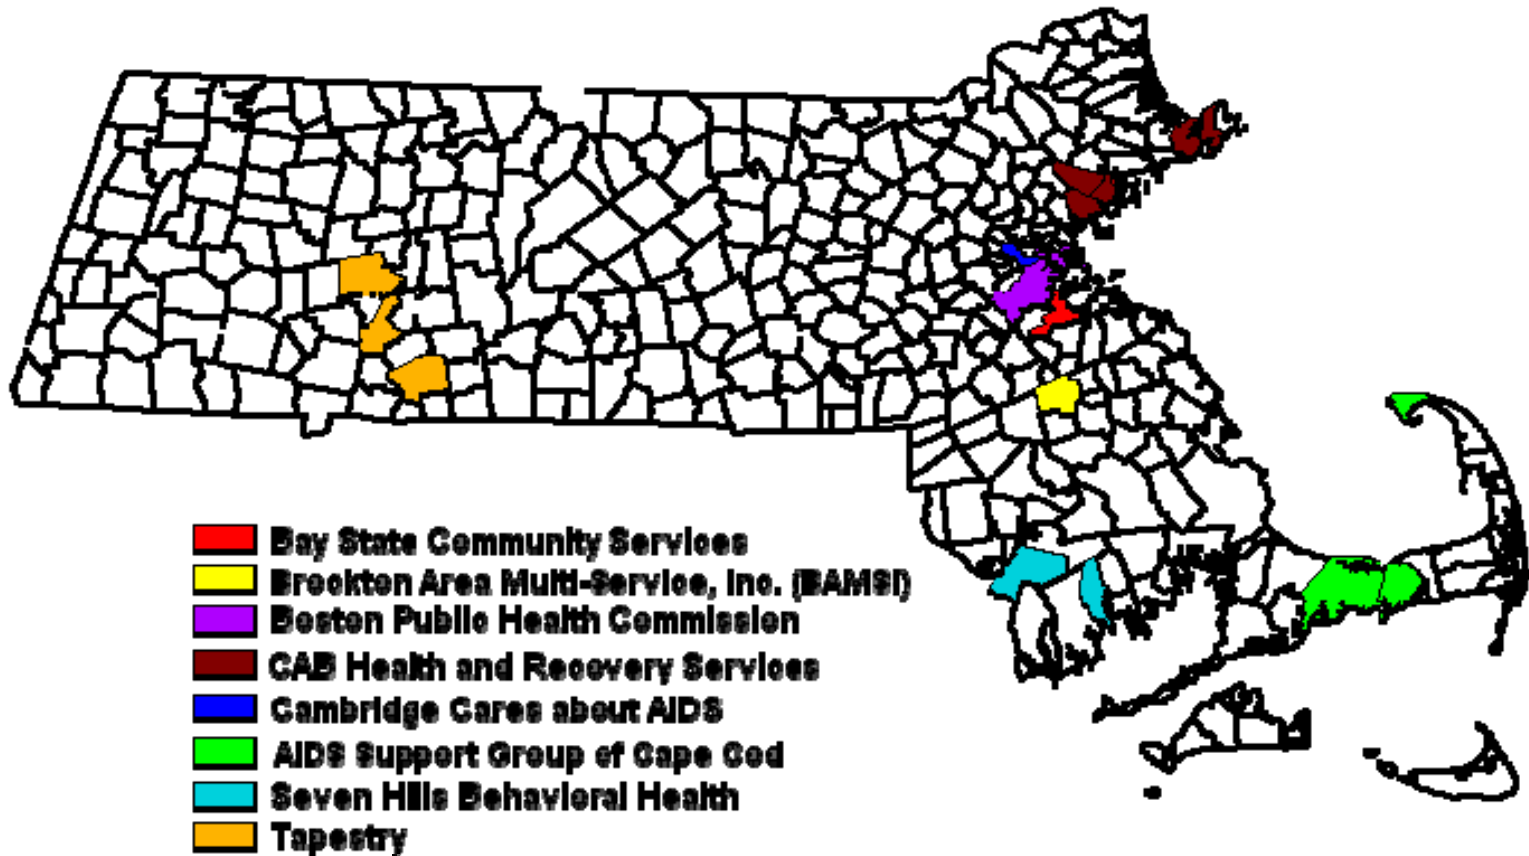 Bay State Community Services
Brockton Area Multi-Service, Inc. (BAMSI)
Boston Public Health Commission
CAB Health and Recovery Services
Cambridge Cares about AIDS
AIDS Support Group of Cape Cod
Seven Hills Behavioral Health
Tapestry